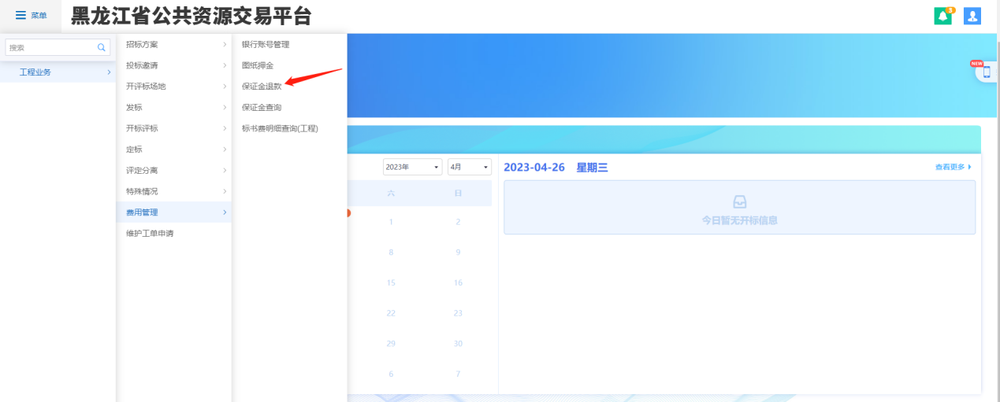 菜单
黑龙江省公共资源交易平台
3
搜索
工程业务
招标方案
投标邀请
开评标场地
发标
开标评标
定标
评定分离
特殊情况
费用管理
维护工单申请
银行账号管理
图纸押金
保证金退款
保证金查询
标书费明细查询(工程)
NEW
2023年
4月
六
日
1
2
8
9
15
16
22
23
29
30
6
7
2023-04-26 星期三
查看更多
今日暂无开标信息